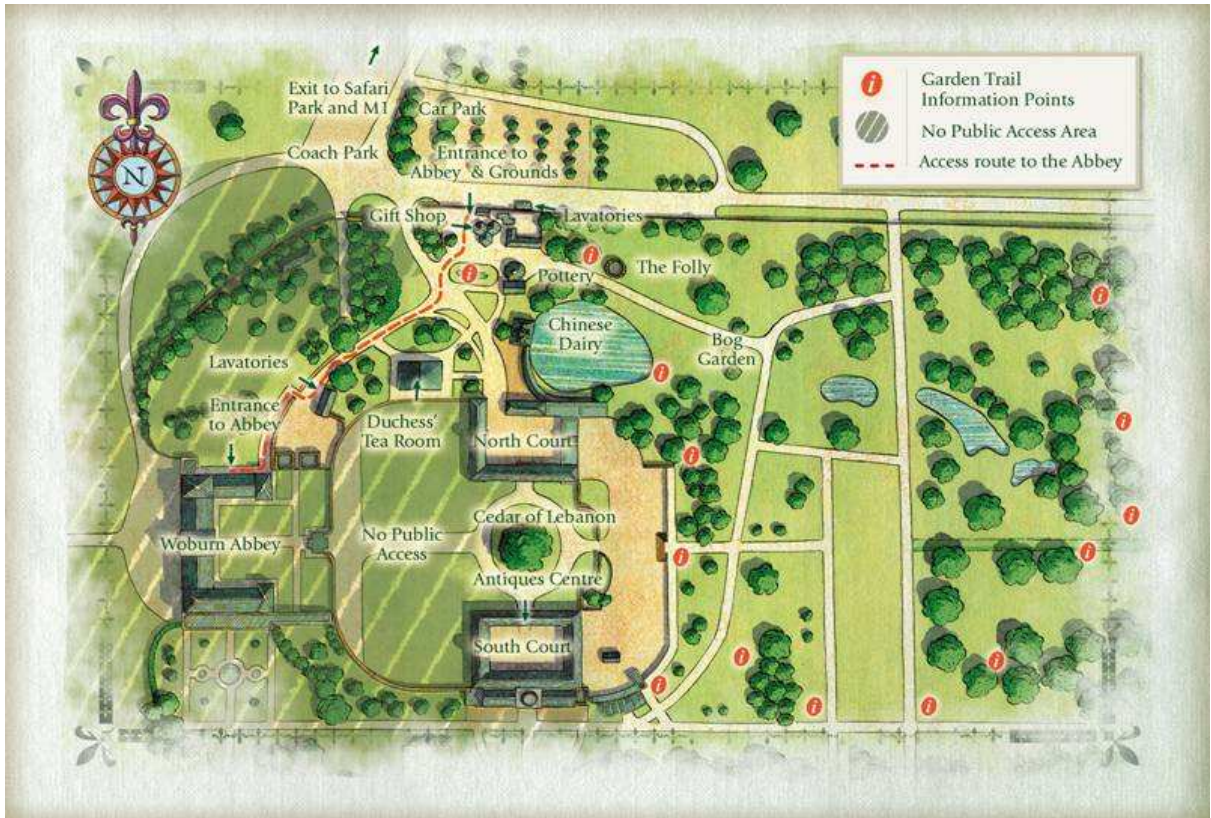 Exit to Safari
Park and M1
Car Park
Coach Park
Entrance to
Abbey & Grounds
Gift Shop
Lavatories
Pottery
The Folly
Chinese
Dairy
Bog
Garden
Lavatories
Entrance
to Abbey
Duchess'
Tea Room
North Court
Cedar of Lebanon
Woburn Abbey
No Public
Access
Antiques Centre
South Court
N
i
Garden Trail
Information Points
No Public Access Area
Access route to the Abbey
i
i
i
i
i
i
i
i
i
i
i
i
i
i